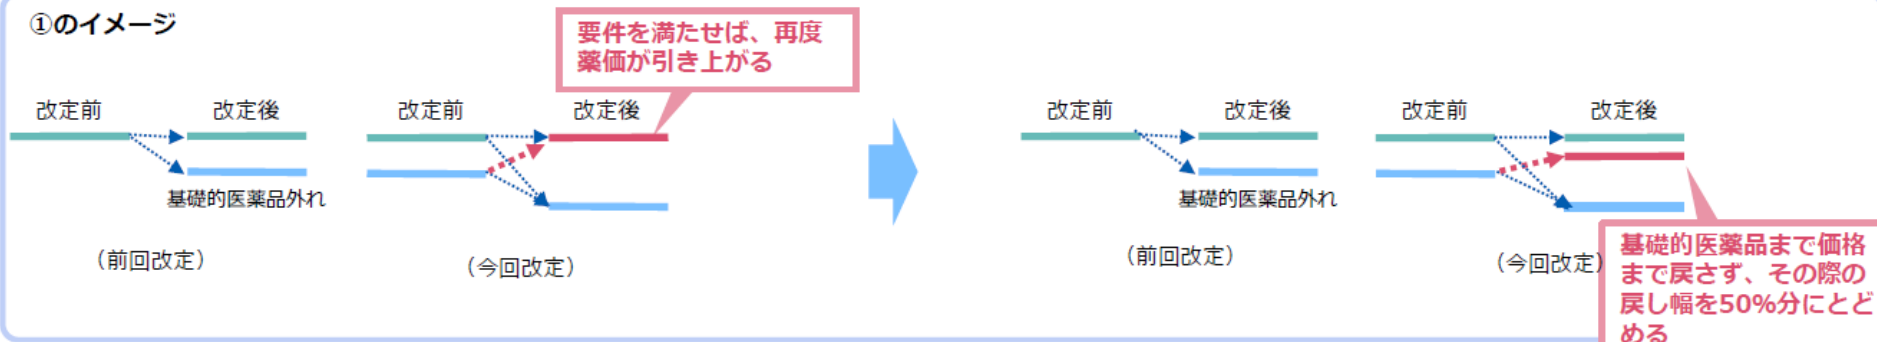 ①のイメージ
要件を満たせば、再度
薬価が引き上がる
改定前
改定後
改定前
改定後
基礎的医薬品外れ
（前回改定）
（今回改定）
改定前
改定後
改定前
改定後
基礎的医薬品外れ
（前回改定）
（今回改定）
基礎的医薬品まで価格
まで戻さず、その際の
戻し幅を50%分にとど
める